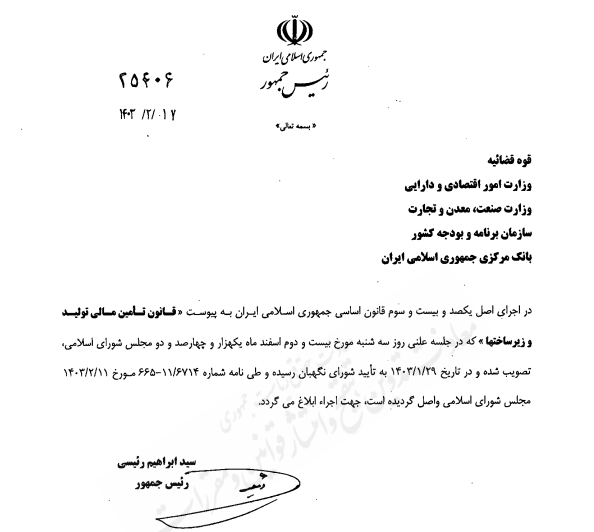 جمهوری اسلامی ایران
رئیس جمهور
۲۵۴۰۶
۱۴۰۳/۲/۰۱۷
« بسمه تعالی»
قوه قضائیه
وزارت امور اقتصادی و دارایی
وزارت صنعت، معدن و تجارت
سازمان برنامه و بودجه کشور
بانک مرکزی جمهوری اسلامی ایران
در اجرای اصل یکصد و بیست و سوم قانون اساسی جمهوری اسلامی ایران به پیوست «قانون تأمین مالی تولید
و زیرساختها» که در جلسه علنی روز سه شنبه مورخ بیست و دوم اسفند ماه یکهزار و چهارصد و دو مجلس شورای اسلامی،
تصویب شده و در تاریخ ۱۴۰۳/۱/۲۹ به تأیید شورای نگهبان رسیده و طی نامه شماره ۶۶۵-۱۱/۶۷۱۴ مورخ ۱۴۰۳/۲/۱۱
مجلس شورای اسلامی واصل گردیده است، جهت اجراء ابلاغ می گردد.
سید ابراهیم رئیسی
رئیس جمهور